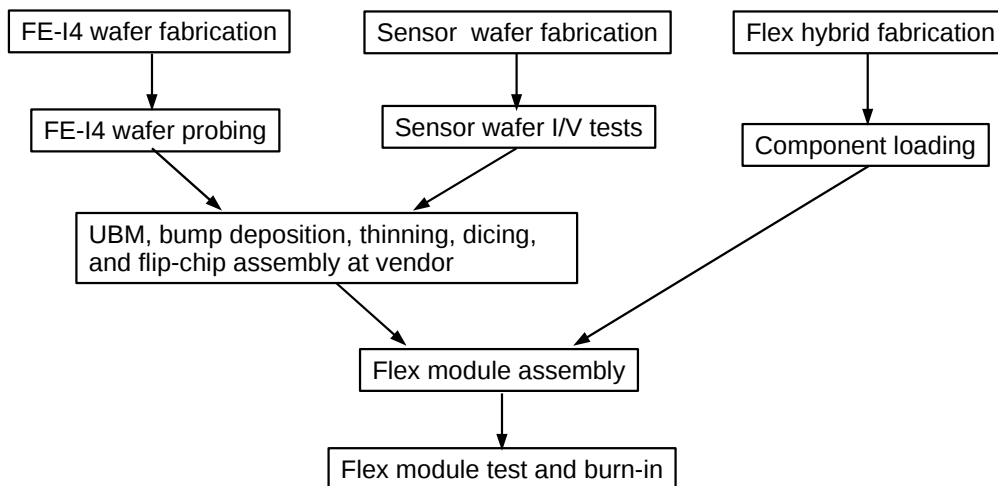 FE-I4 wafer fabrication
Sensor wafer fabrication
Flex hybrid fabrication
FE-I4 wafer probing
Sensor wafer I/V tests
Component loading
UBM, bump deposition, thinning, dicing,
and flip-chip assembly at vendor
Flex module assembly
Flex module test and burn-in